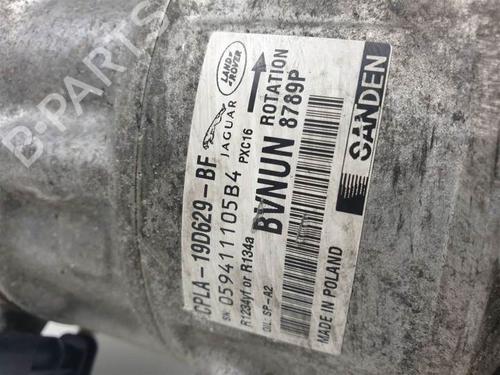 LAND ROVER
JAGUAR
PXC16
ROTATION
CPLA-19D629-BF
SN 059411105B4
R1234yf or R134a
OIL: SP-A2
BVNUN
8789P
SANDEN
MADE IN POLAND
B-PARTS